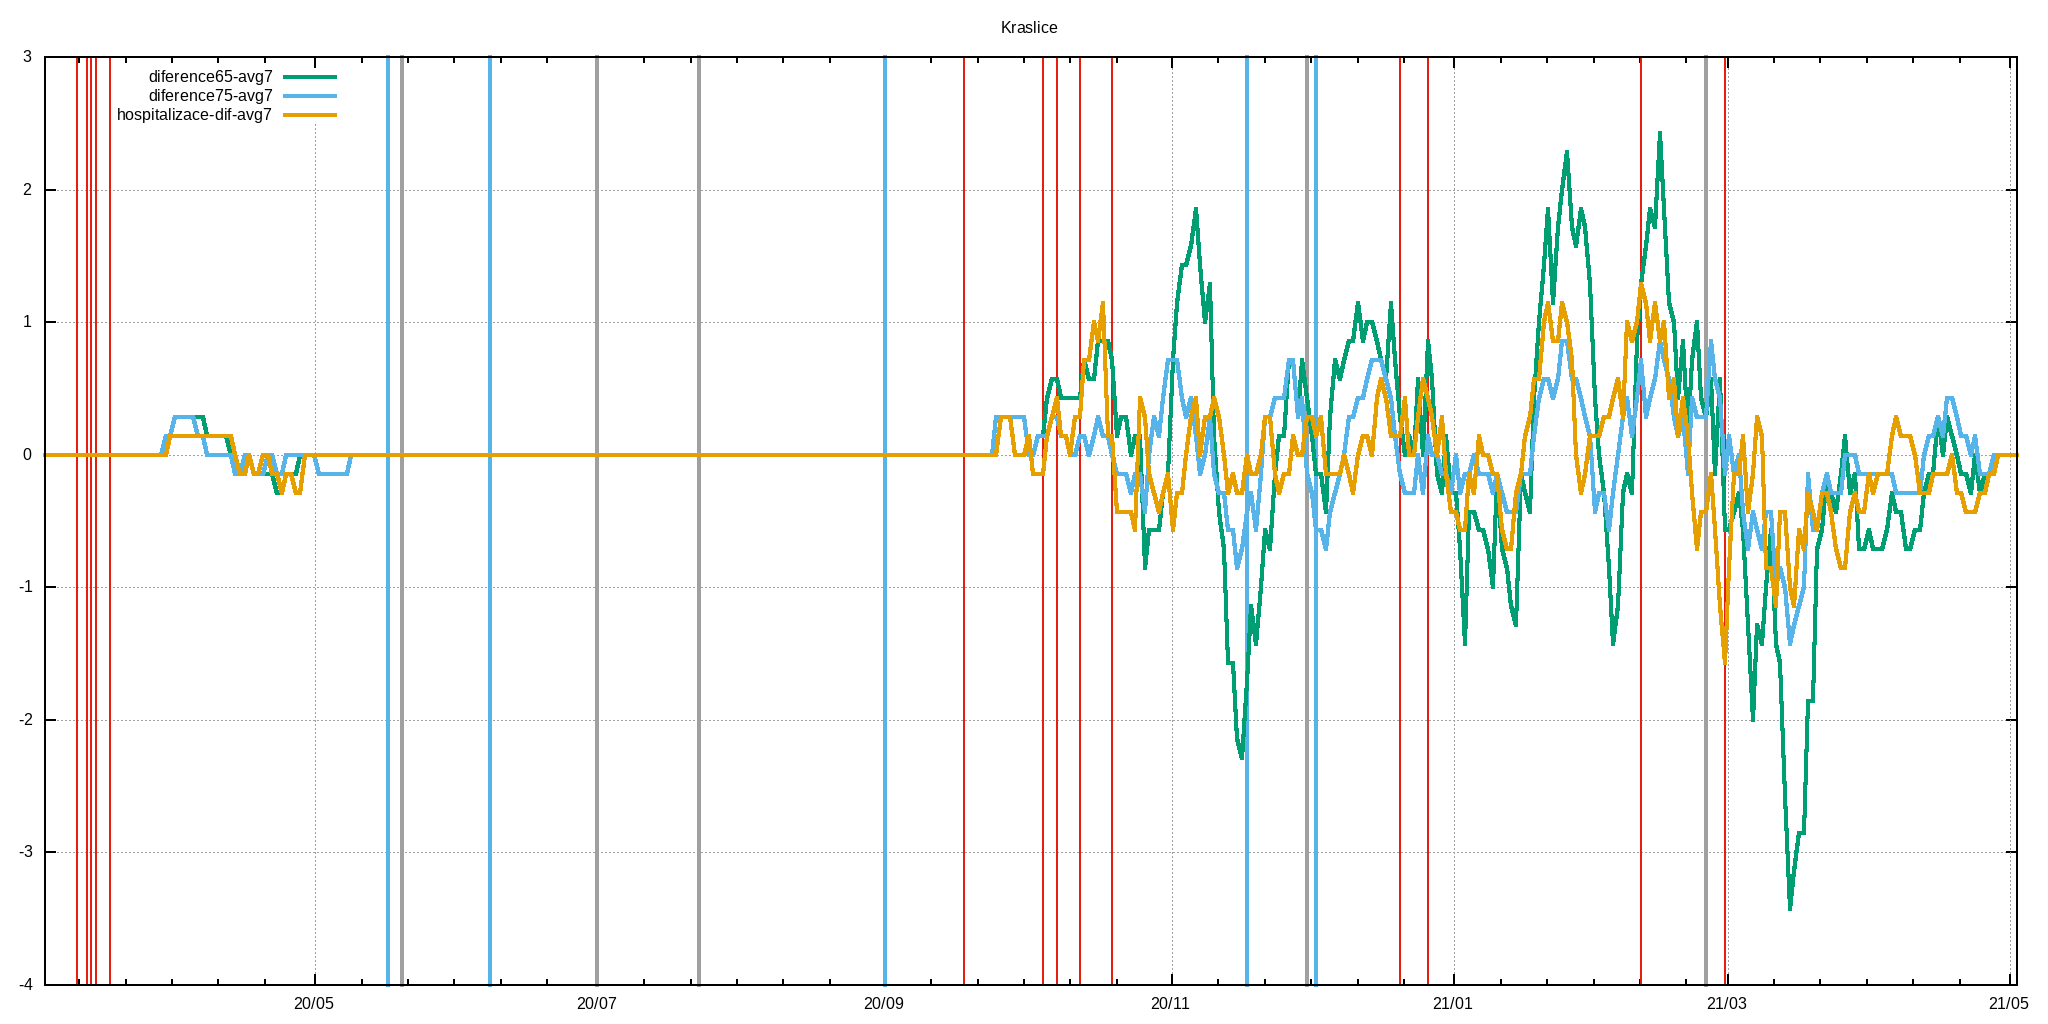 Kraslice
diference65-avg7
diference75-avg7
hospitalizace-dif-avg7
3
2
1
0
-1
-2
-3
-4
20/05 20/07 20/09 20/11 21/01 21/03 21/05